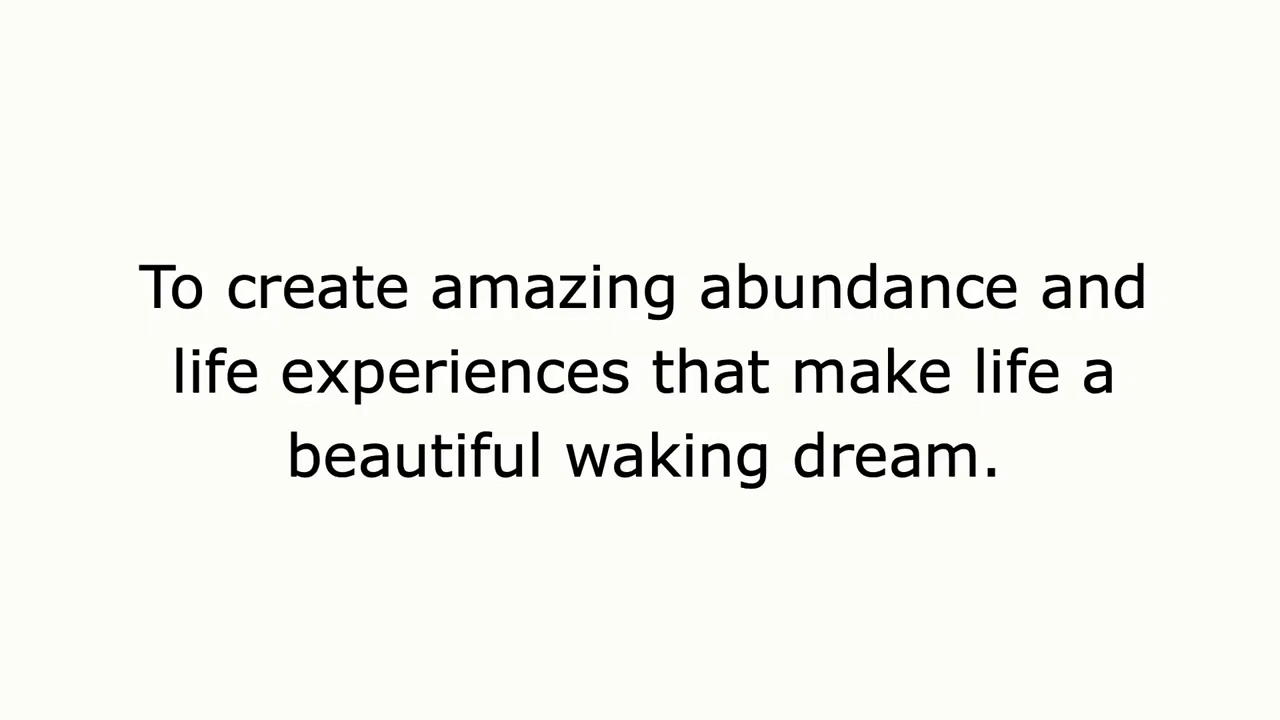 To create amazing abundance and
life experiences that make life a
beautiful waking dream.